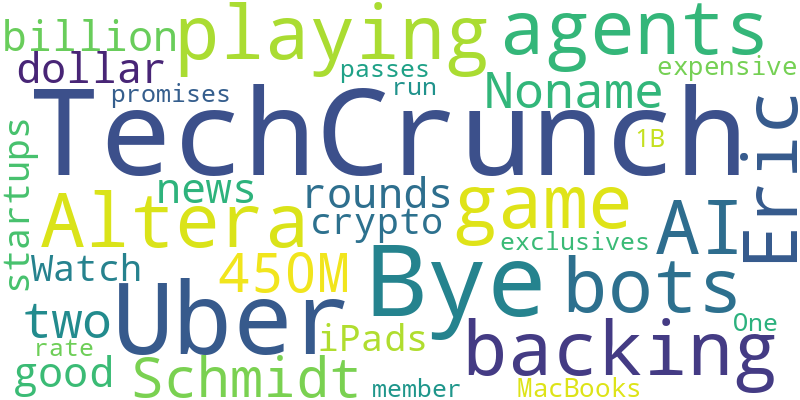 billion
playing
agents
dollar
passes
expensive
promises
run
Noname
TechCrunch
1B
Eric
startups
news
rounds
game
Altera
crypto
AI
exclusives
Watch
450M
Bye
bots
Uber
two
iPads
One
backing
rate
good
Schmidt
member
MacBooks